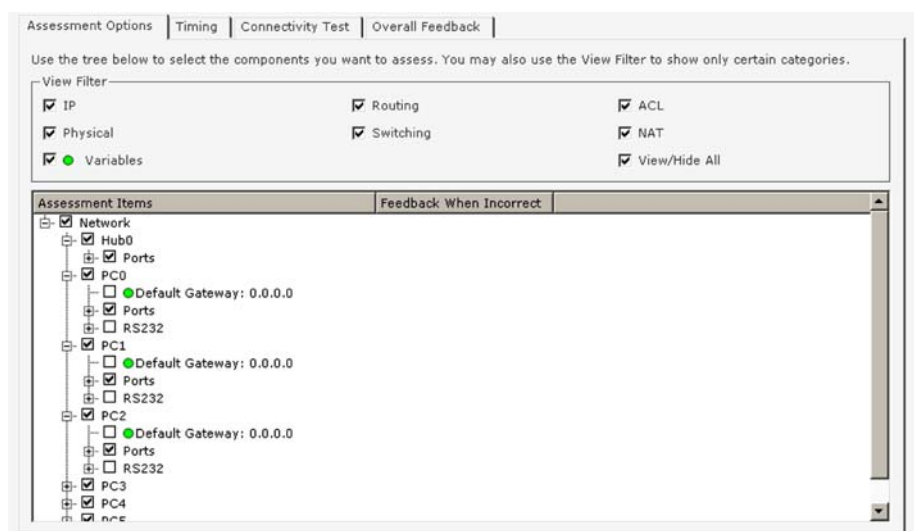 Assessment Options Timing Connectivity Test Overall Feedback
Use the tree below to select the components you want to assess. You may also use the View Filter to show only certain categories.
View Filter
IP Routing ACL
Physical Switching NAT
Variables View/Hide All
Assessment Items Feedback When Incorrect
Network
Hub0
Ports
PC0
Default Gateway: 0.0.0.0
Ports
RS232
PC1
Default Gateway: 0.0.0.0
Ports
RS232
PC2
Default Gateway: 0.0.0.0
Ports
RS232
PC3
PC4
PC5